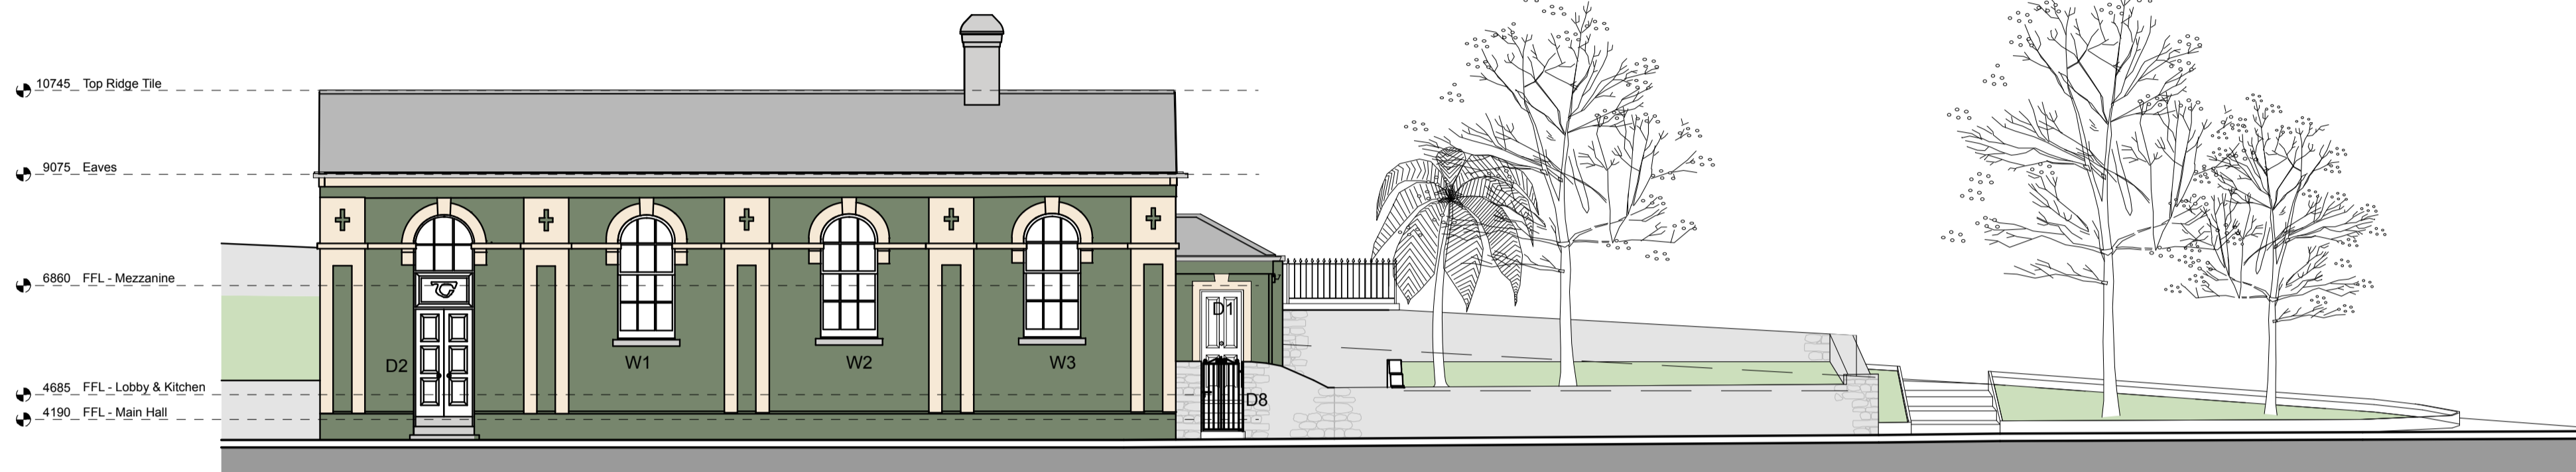 10745 Top Ridge Tile
9075 Eaves
6860 FFL - Mezzanine
D1
W1
W2
W3
D2
4685 FFL - Lobby & Kitchen
D8
4190 FFL - Main Hall